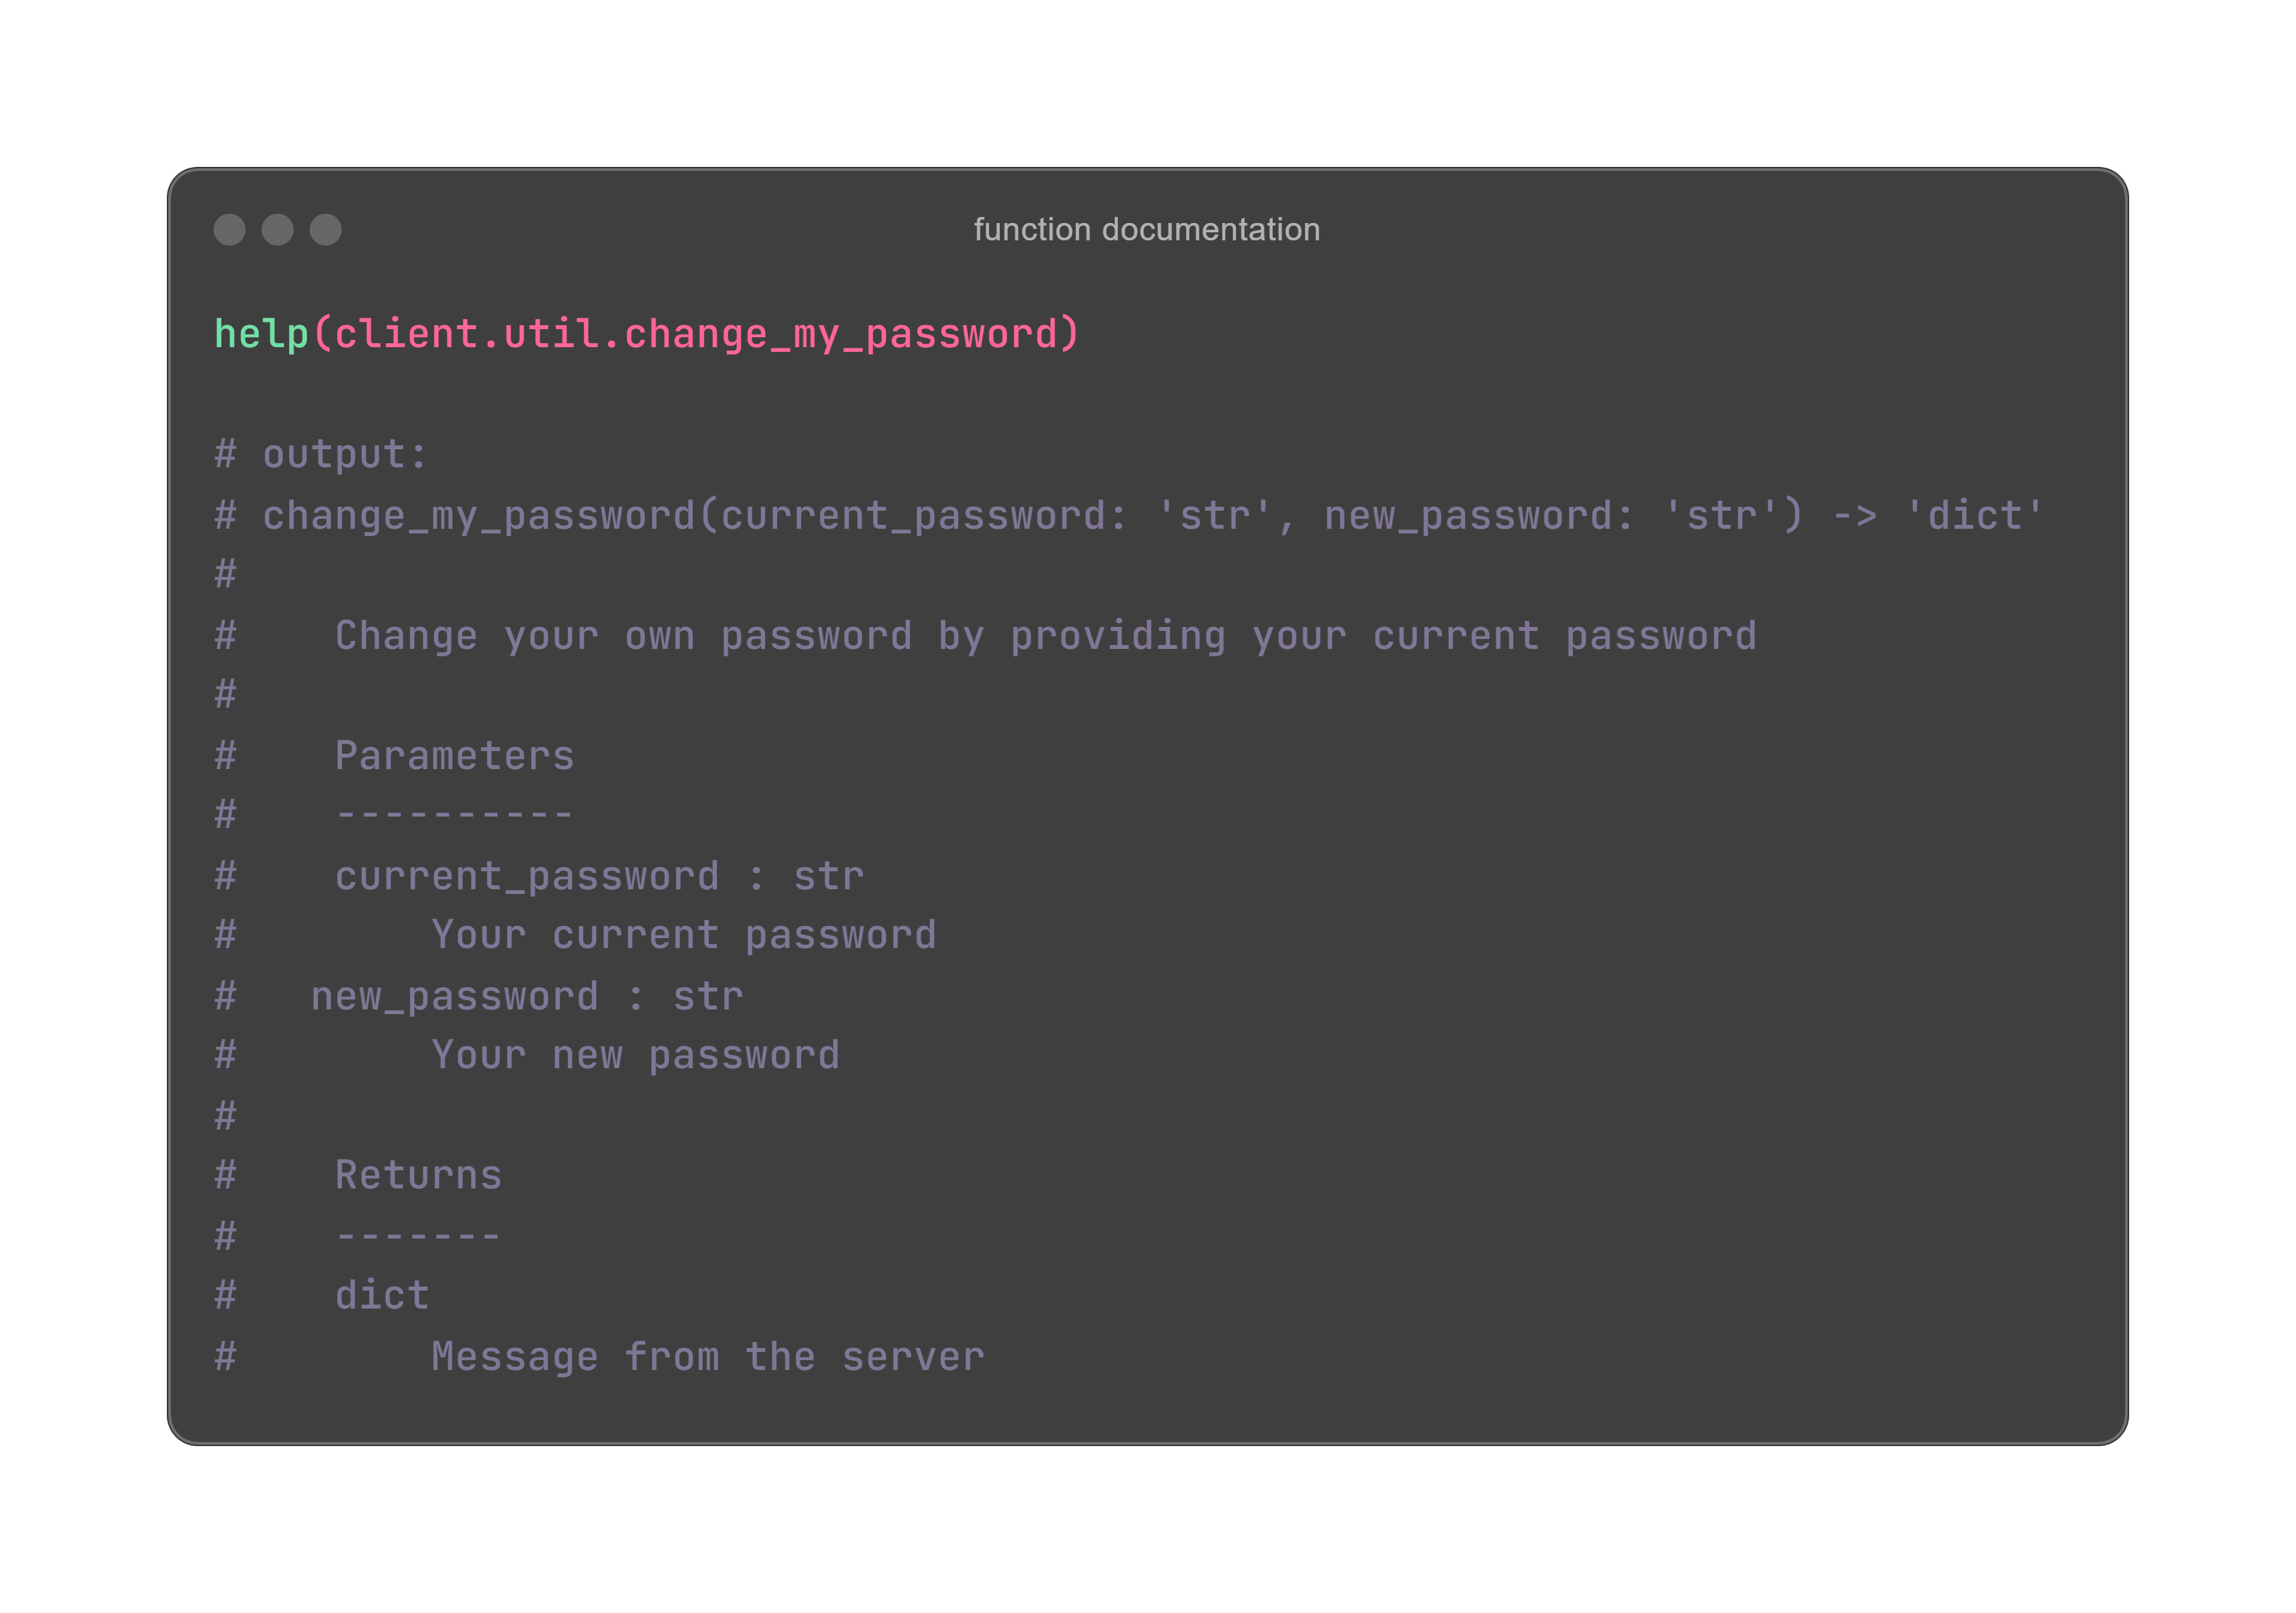 function documentation
help(client.util.change_my_password)
# output:
# change_my_password(current_password: 'str', new_password: 'str') -> 'dict'
#
#    Change your own password by providing your current password
#
#    Parameters
#    ----------
#    current_password : str
#        Your current password
#   new_password : str
#        Your new password
#
#    Returns
#    -------
#    dict
#        Message from the server